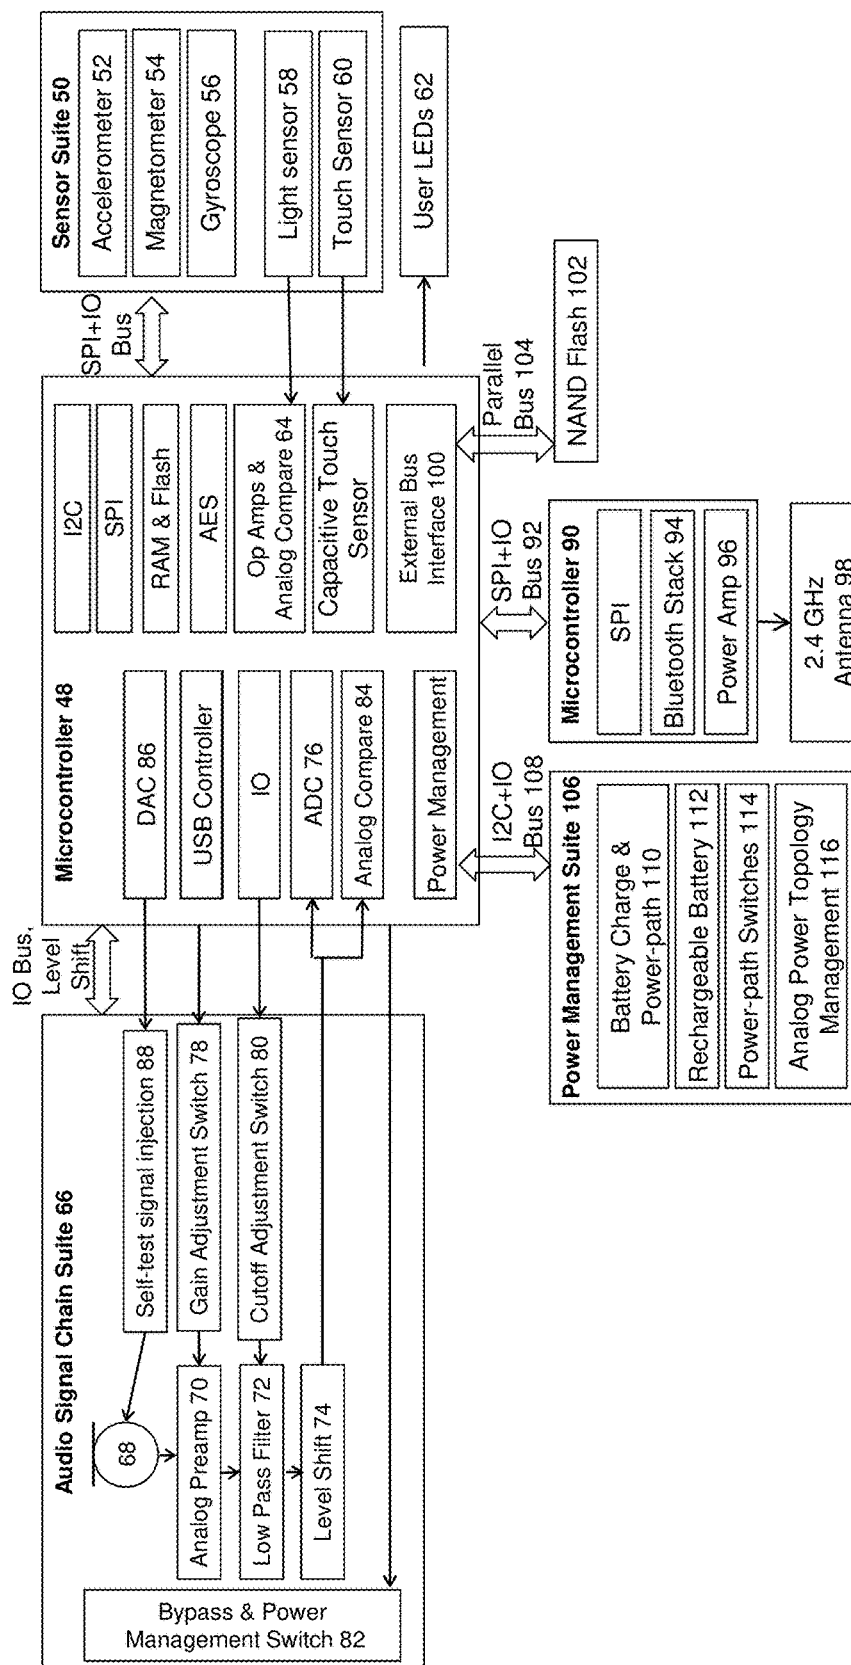 Audio Signal Chain Suite 66
68
Self-test signal injection 88
Analog Preamp 70
Gain Adjustment Switch 78
Low Pass Filter 72
Cutoff Adjustment Switch 80
Level Shift 74
Bypass & Power
Management Switch 82
IO Bus,
Level
Shift
Microcontroller 48
DAC 86
USB Controller
IO
ADC 76
Analog Compare 84
Power Management
I2C
SPI
RAM & Flash
AES
Op Amps &
Analog Compare 64
Capacitive Touch
Sensor
External Bus
Interface 100
SPI+IO
Bus
Sensor Suite 50
Accelerometer 52
Magnetometer 54
Gyroscope 56
Light sensor 58
Touch Sensor 60
User LEDs 62
I2C+IO
Bus 108
SPI+IO
Bus 92
Parallel
Bus 104
NAND Flash 102
Power Management Suite 106
Battery Charge &
Power-path 110
Rechargeable Battery 112
Power-path Switches 114
Analog Power Topology
Management 116
Microcontroller 90
SPI
Bluetooth Stack 94
Power Amp 96
2.4 GHz
Antenna 98